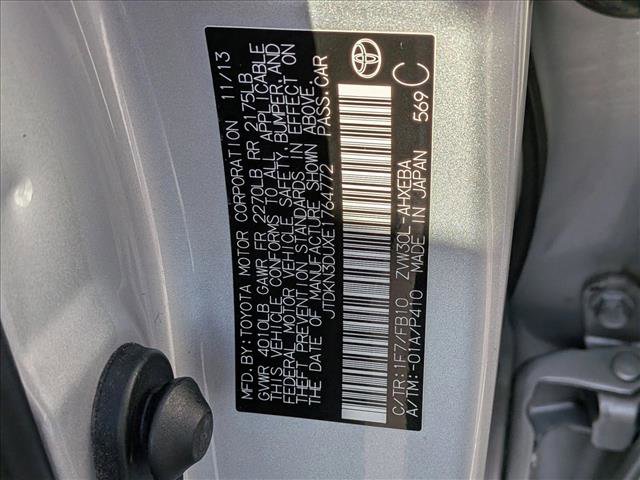 MFD.BY:TOYOTA MOTOR CORPORATION 11/13
GVWR 4010LB GAWR FR 2270LB RR 2175LB
THIS VEHICLE CONFORMS TO ALL APPLICABLE
FEDERAL MOTOR VEHICLE SAFETY, BUMPER,AND
THEFT PREVENTION STANDARDS IN EFFECT ON
THE DATE OF MANUFACTURE SHOWN ABOVE.
JTDKN3DUXE1764772 PASS.CAR
C/TR:1F7/FB10 ZVW30L-AHXEBA C
A/TM:-01A/P410 MADE IN JAPAN 569